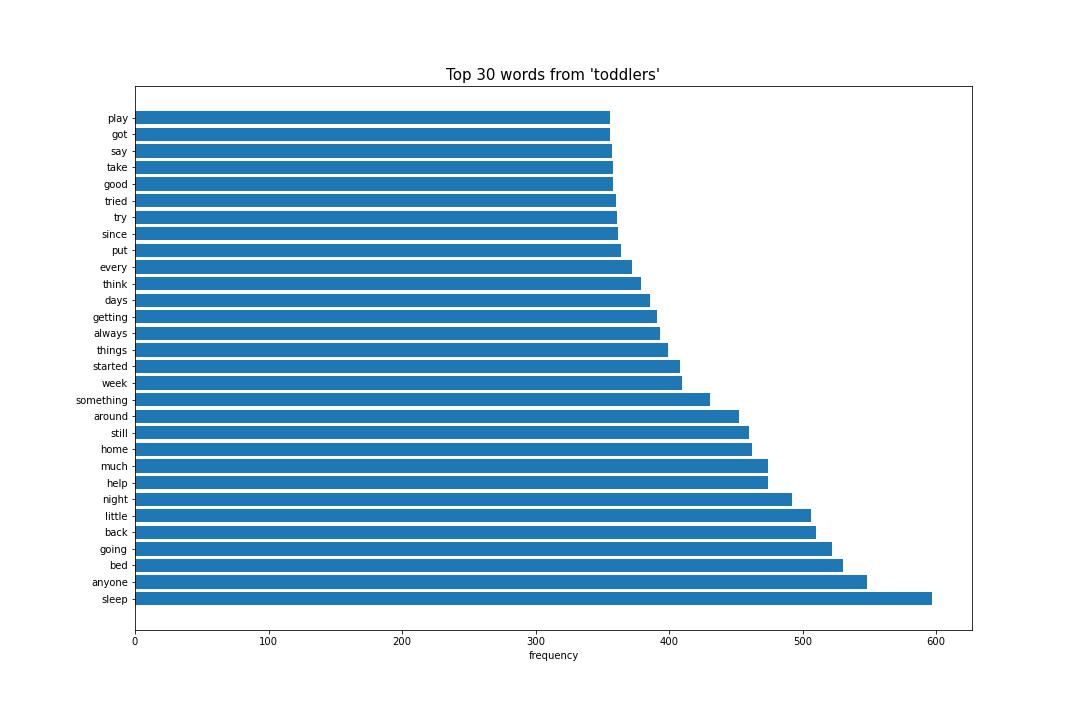 Top 30 words from 'toddlers'
play
got
say
take
good
tried
try
since
put
every
think
days
getting
always
things
started
week
something
around
still
home
much
help
night
little
back
going
bed
anyone
sleep
0 100 200 300 400 500 600
frequency